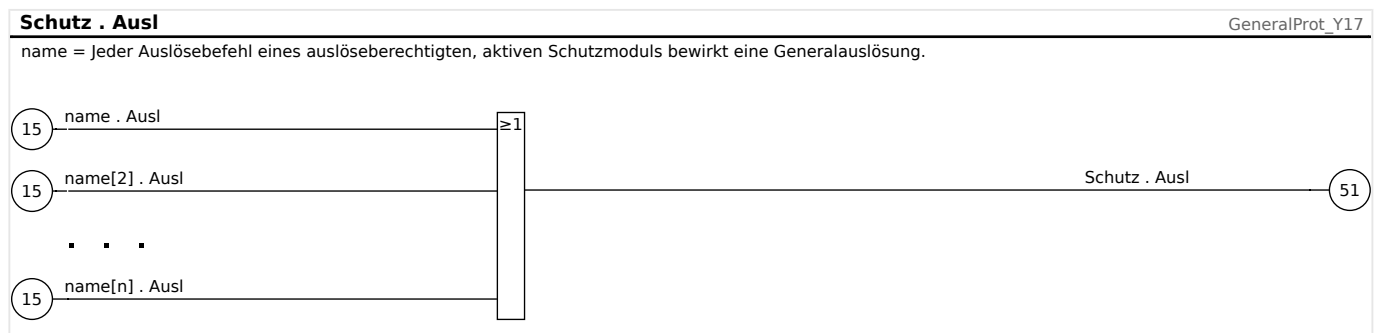 Schutz . Ausl GeneralProt_Y17
name = Jeder Auslösebefehl eines auslöseberechtigten, aktiven Schutzmoduls bewirkt eine Generalauslösung.
15 name . Ausl ≥1
15 name[2] . Ausl Schutz . Ausl 51
. . .
15 name[n] . Ausl